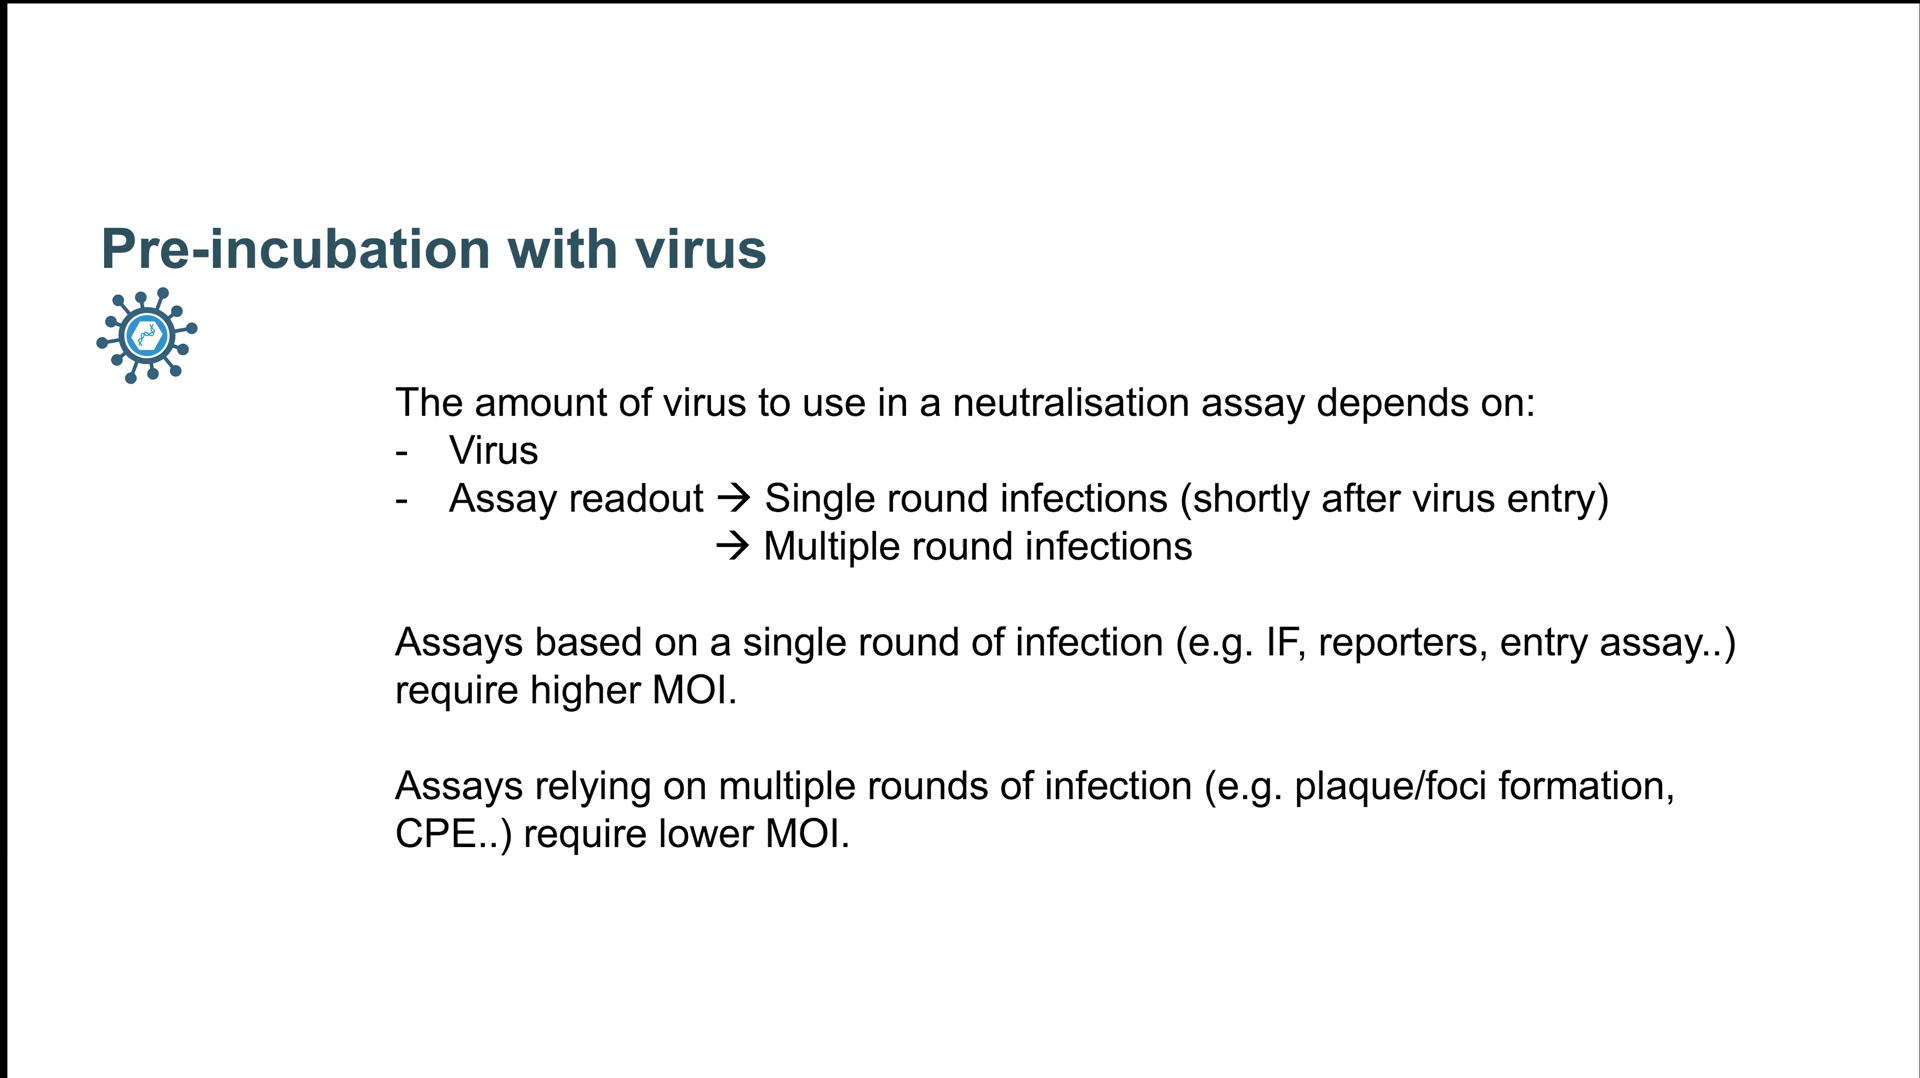 Pre-incubation with virus
The amount of virus to use in a neutralisation assay depends on:
- Virus
- Assay readout → Single round infections (shortly after virus entry)
→ Multiple round infections
Assays based on a single round of infection (e.g. IF, reporters, entry assay..)
require higher MOI.
Assays relying on multiple rounds of infection (e.g. plaque/foci formation,
CPE..) require lower MOI.